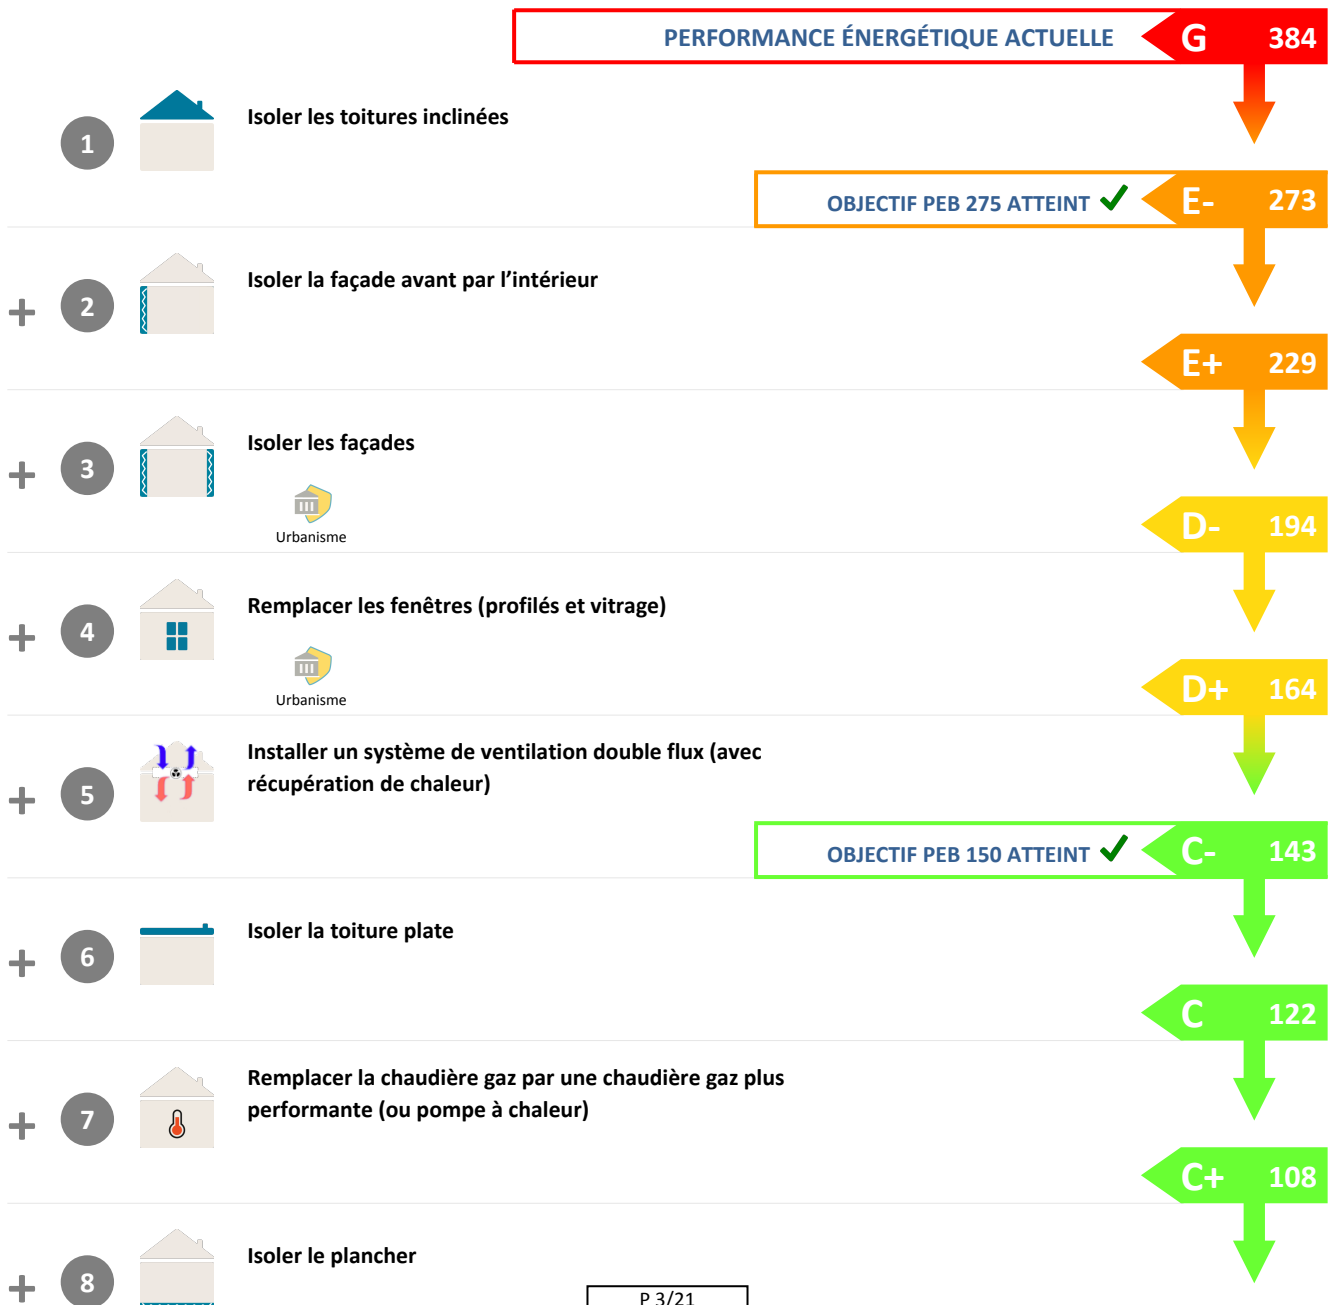 PERFORMANCE ÉNERGÉTIQUE ACTUELLE G 384
1 Isoler les toitures inclinées
OBJECTIF PEB 275 ATTEINT E- 273
+ 2 Isoler la façade avant par l’intérieur
E+ 229
+ 3 Isoler les façades
Urbanisme
D- 194
+ 4 Remplacer les fenêtres (profilés et vitrage)
Urbanisme
D+ 164
Installer un système de ventilation double flux (avec
+ 5 récupération de chaleur)
OBJECTIF PEB 150 ATTEINT C- 143
+ 6 Isoler la toiture plate
C 122
Remplacer la chaudière gaz par une chaudière gaz plus
+ 7 performante (ou pompe à chaleur)
C+ 108
+ 8 Isoler le plancher
P 3/21